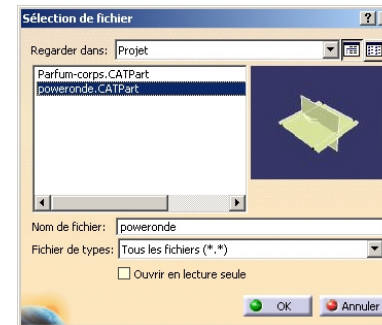 Sélection de fichier
Regarder dans: Projet
Parfum-corps.CATPart
poweronde.CATPart
Nom de fichier: poweronde
Fichier de types: Tous les fichiers (*.*)
Ouvrir en lecture seule
OK Annuler